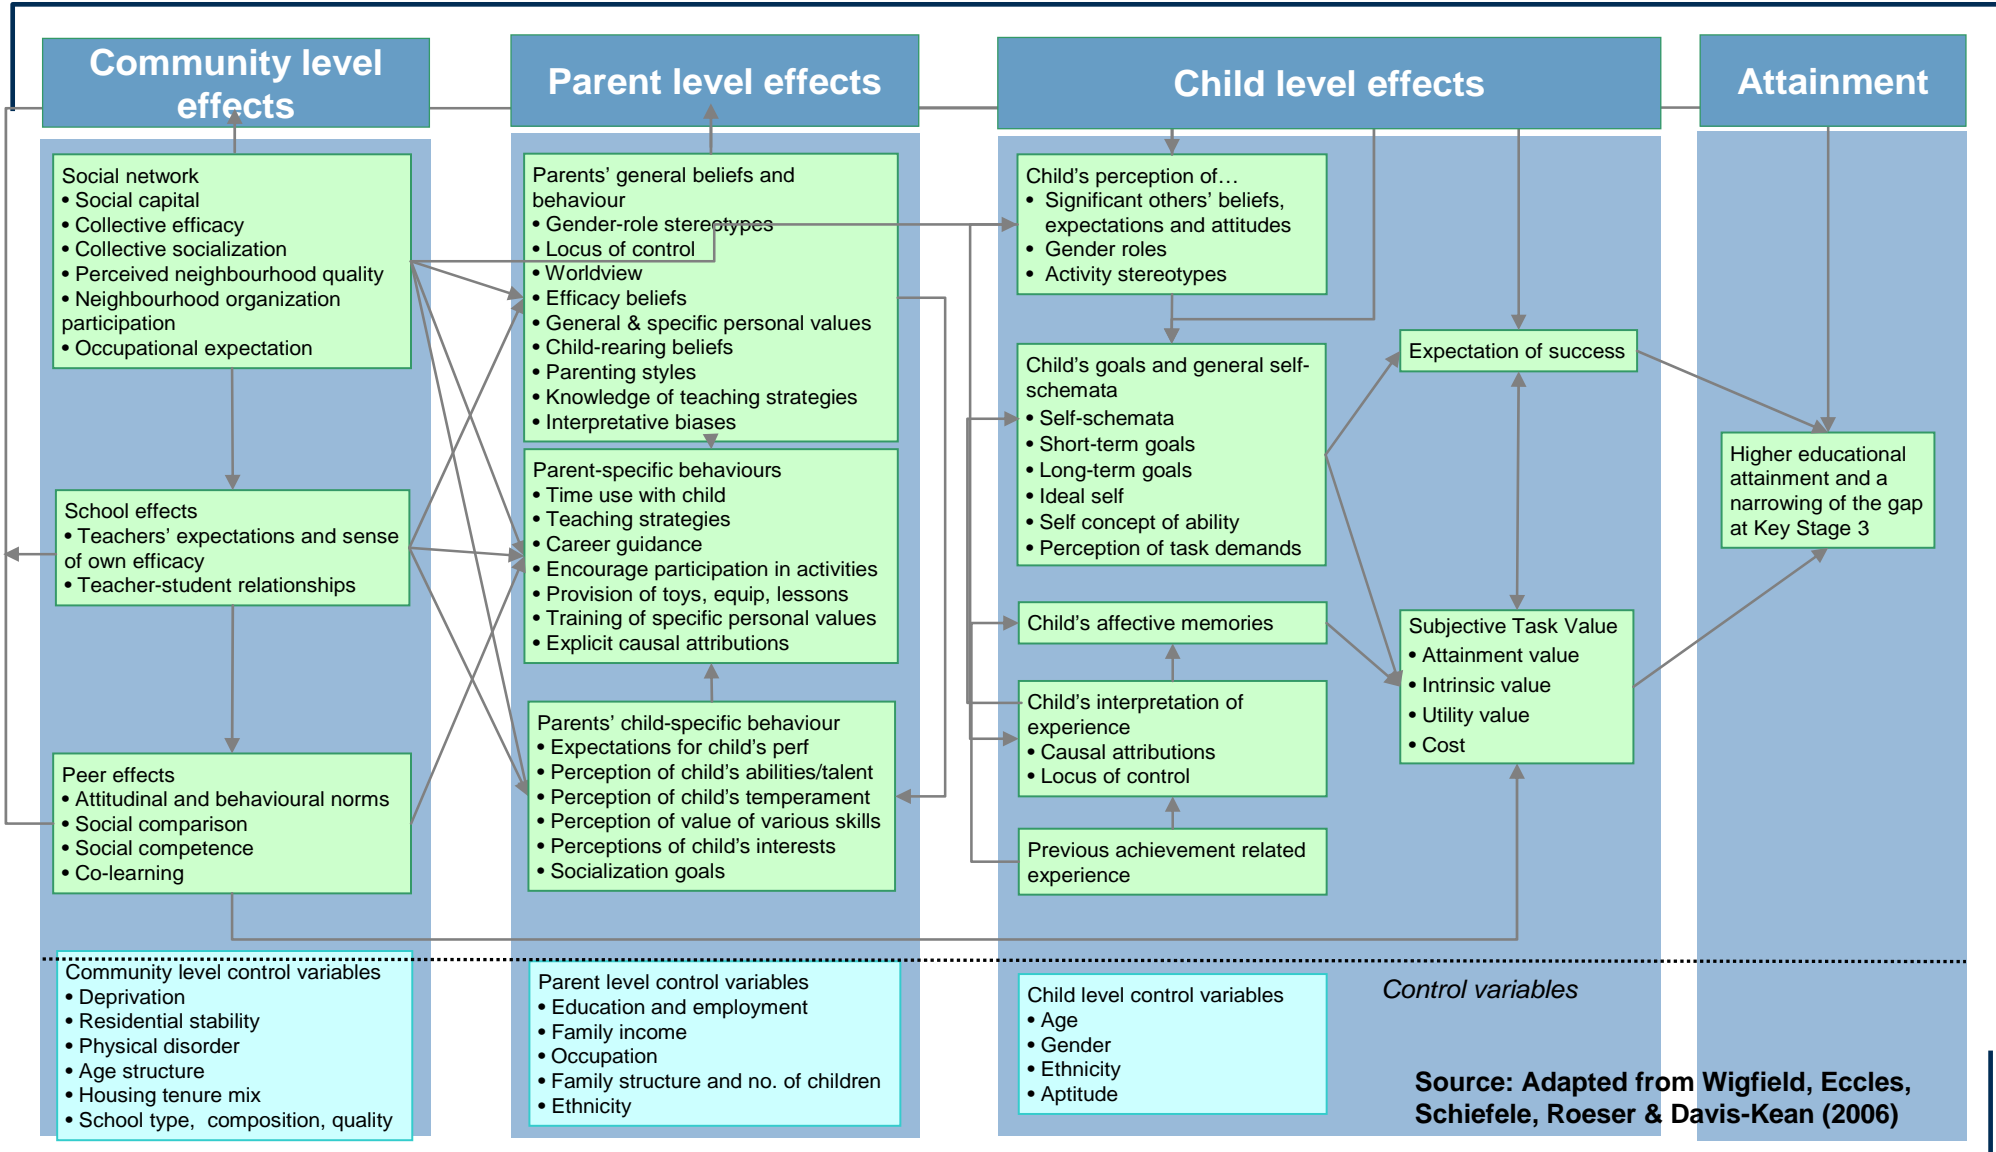 Community level
effects
Parent level effects
Child level effects
Attainment
Social network
• Social capital
• Collective efficacy
• Collective socialization
• Perceived neighbourhood quality
• Neighbourhood organization
participation
• Occupational expectation
School effects
• Teachers’ expectations and sense
of own efficacy
• Teacher-student relationships
Peer effects
• Attitudinal and behavioural norms
• Social comparison
• Social competence
• Co-learning
Community level control variables
• Deprivation
• Residential stability
• Physical disorder
• Age structure
• Housing tenure mix
• School type, composition, quality
Parents’ general beliefs and
behaviour
• Gender-role stereotypes
• Locus of control
• Worldview
• Efficacy beliefs
• General & specific personal values
• Child-rearing beliefs
• Parenting styles
• Knowledge of teaching strategies
• Interpretative biases
Parent-specific behaviours
• Time use with child
• Teaching strategies
• Career guidance
• Encourage participation in activities
• Provision of toys, equip, lessons
• Training of specific personal values
• Explicit causal attributions
Parents’ child-specific behaviour
• Expectations for child’s perf
• Perception of child’s abilities/talent
• Perception of child’s temperament
• Perception of value of various skills
• Perceptions of child’s interests
• Socialization goals
Parent level control variables
• Education and employment
• Family income
• Occupation
• Family structure and no. of children
• Ethnicity
Child’s perception of…
• Significant others’ beliefs,
expectations and attitudes
• Gender roles
• Activity stereotypes
Child’s goals and general self-
schemata
• Self-schemata
• Short-term goals
• Long-term goals
• Ideal self
• Self concept of ability
• Perception of task demands
Child’s affective memories
Child’s interpretation of
experience
• Causal attributions
• Locus of control
Previous achievement related
experience
Child level control variables
• Age
• Gender
• Ethnicity
• Aptitude
Expectation of success
Subjective Task Value
• Attainment value
• Intrinsic value
• Utility value
• Cost
Higher educational
attainment and a
narrowing of the gap
at Key Stage 3
Control variables
Source: Adapted from Wigfield, Eccles,
Schiefele, Roeser & Davis-Kean (2006)